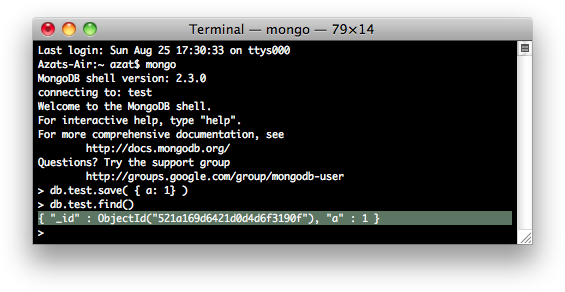 Terminal — mongo — 79×14
Last login: Sun Aug 25 17:30:33 on ttys000
Azats-Air:~ azat$ mongo
MongoDB shell version: 2.3.0
connecting to: test
Welcome to the MongoDB shell.
For interactive help, type "help".
For more comprehensive documentation, see
http://docs.mongodb.org/
Questions? Try the support group
http://groups.google.com/group/mongodb-user
> db.test.save( { a: 1} )
> db.test.find()
{ "_id" : ObjectId("521a169d6421d0d4d6f3190f"), "a" : 1 }
>